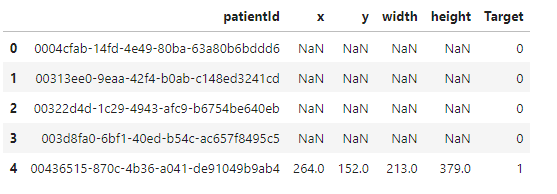 patientId x y width height Target
0 0004cfab-14fd-4e49-80ba-63a80b6bddd6 NaN NaN NaN NaN 0
1 00313ee0-9eaa-42f4-b0ab-c148ed3241cd NaN NaN NaN NaN 0
2 00322d4d-1c29-4943-afc9-b6754be640eb NaN NaN NaN NaN 0
3 003d8fa0-6bf1-40ed-b54c-ac657f8495c5 NaN NaN NaN NaN 0
4 00436515-870c-4b36-a041-de91049b9ab4 264.0 152.0 213.0 379.0 1